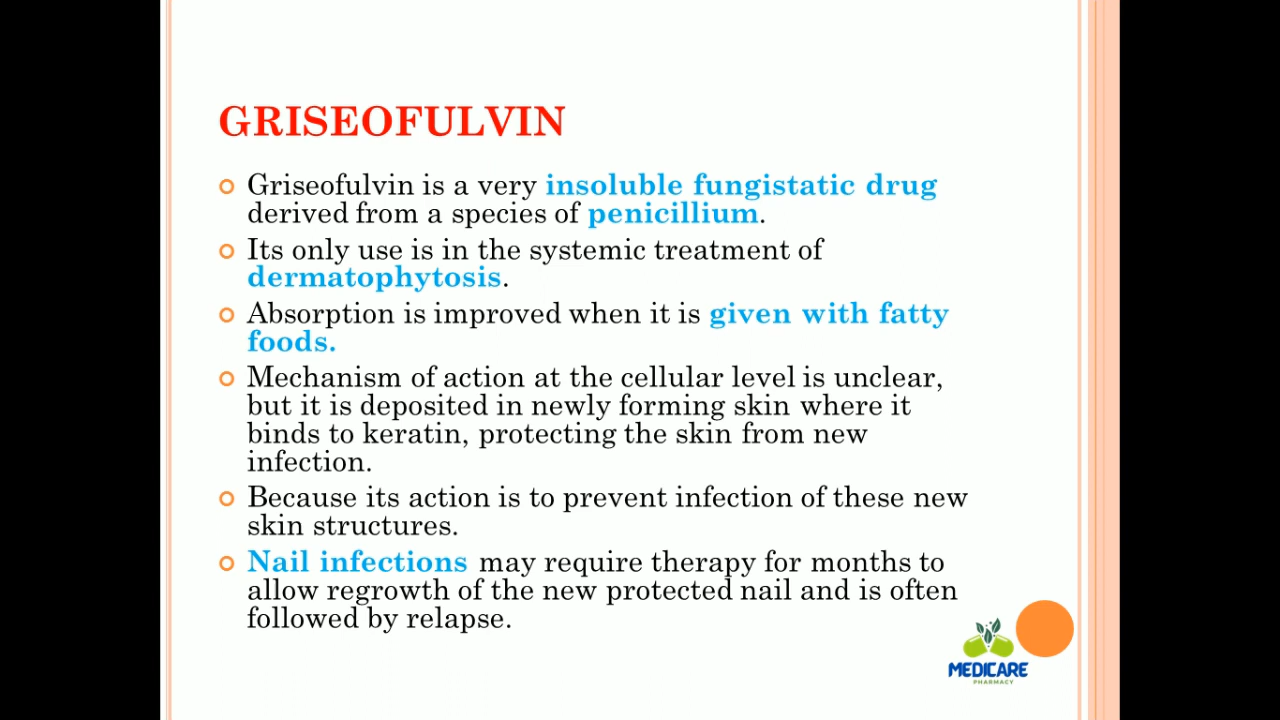 GRISEOFULVIN
Griseofulvin is a very insoluble fungistatic drug
derived from a species of penicillium.
Its only use is in the systemic treatment of
dermatophytosis.
Absorption is improved when it is given with fatty
foods.
Mechanism of action at the cellular level is unclear,
but it is deposited in newly forming skin where it
binds to keratin, protecting the skin from new
infection.
Because its action is to prevent infection of these new
skin structures.
Nail infections may require therapy for months to
allow regrowth of the new protected nail and is often
followed by relapse.
MEDICARE
PHARMACY